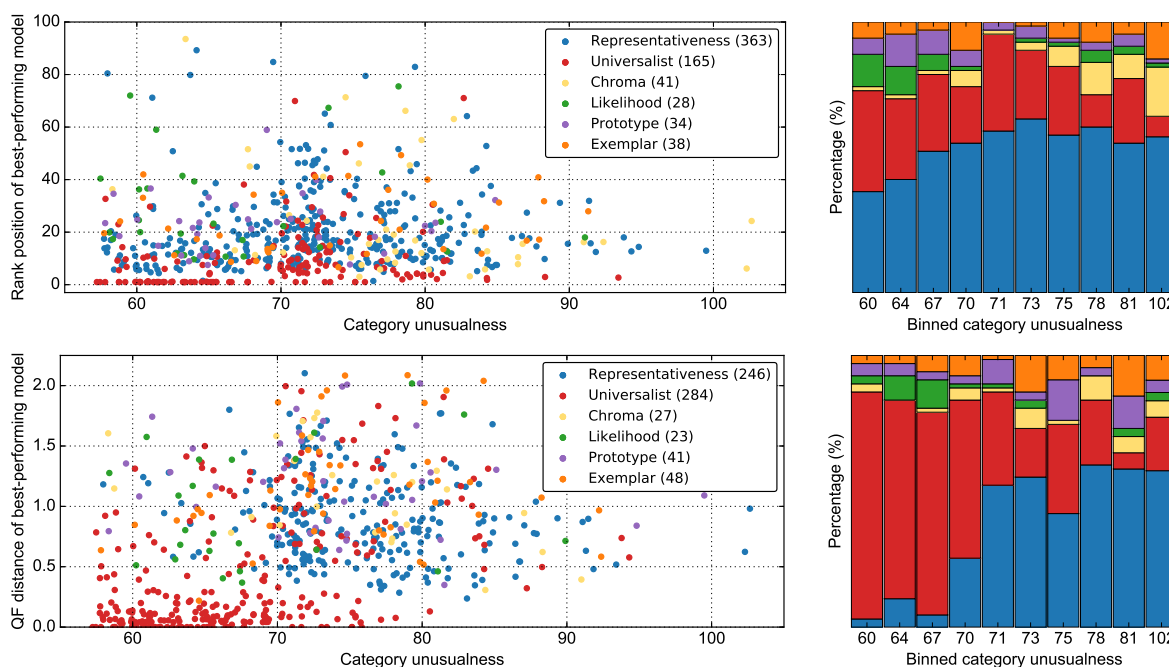 Rank position of best-performing model
100
80
60
40
20
0
Representativeness (363)
Universalist (165)
Chroma (41)
Likelihood (28)
Prototype (34)
Exemplar (38)
60 70 80 90 100
Category unusualness
Percentage (%)
60 64 67 70 71 73 75 78 81 102
Binned category unusualness
QF distance of best-performing model
2.0
1.5
1.0
0.5
0.0
Representativeness (246)
Universalist (284)
Chroma (27)
Likelihood (23)
Prototype (41)
Exemplar (48)
60 70 80 90 100
Category unusualness
Percentage (%)
60 64 67 70 71 73 75 78 81 102
Binned category unusualness